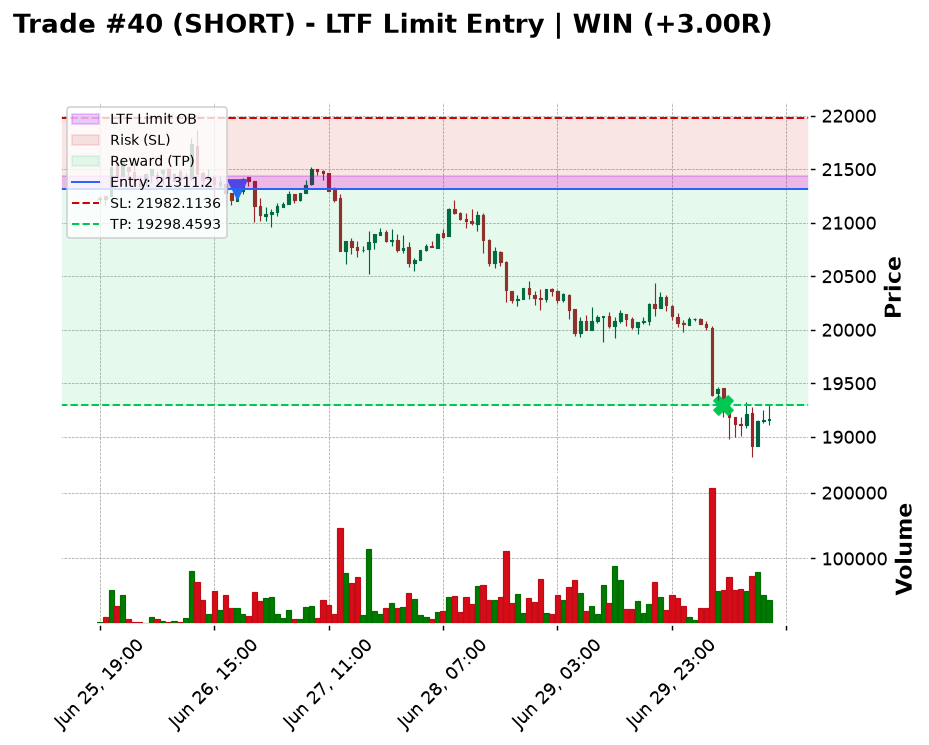 Trade #40 (SHORT) - LTF Limit Entry | WIN (+3.00R)
LTF Limit OB
Risk (SL)
Reward (TP)
Entry: 21311.2
SL: 21982.1136
TP: 19298.4593
22000
21500
21000
20500
20000
19500
19000
Price
200000
100000
Volume
Jun 25, 19:00
Jun 26, 15:00
Jun 27, 11:00
Jun 28, 07:00
Jun 29, 03:00
Jun 29, 23:00